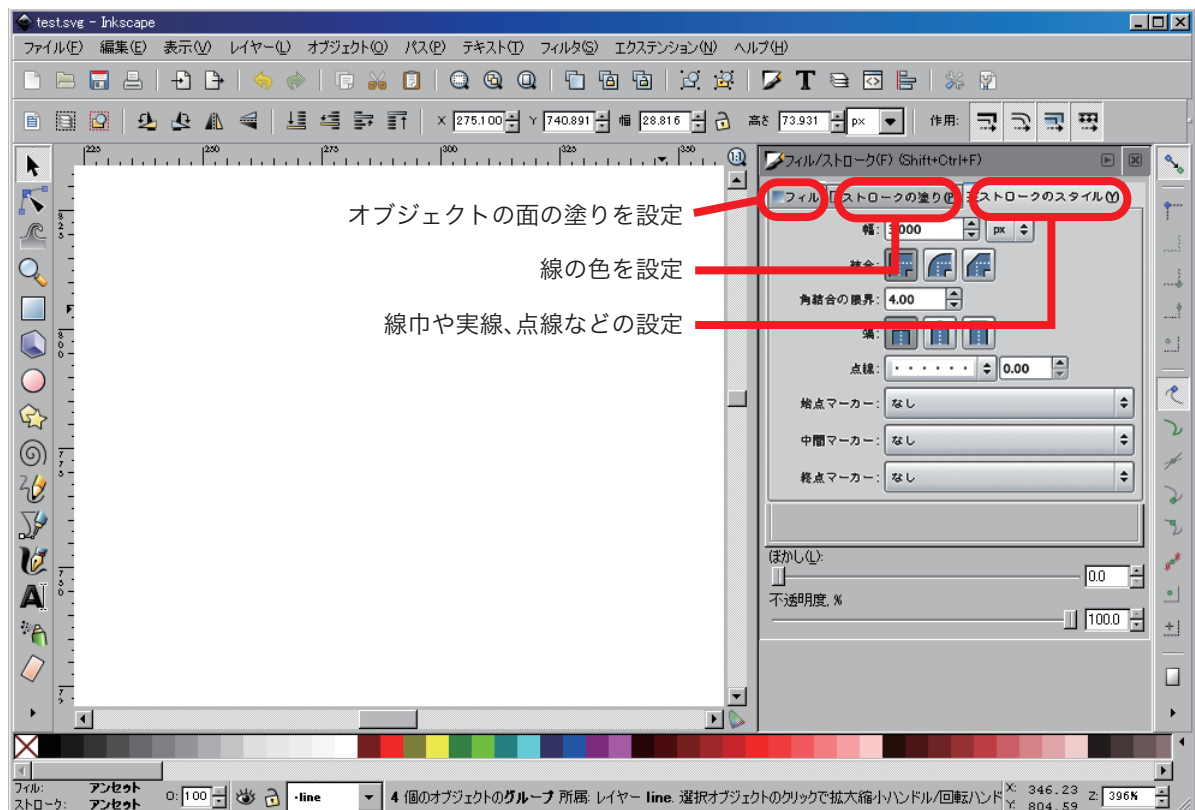 test.svg - Inkscape
ファイル(F) 編集(E) 表示(V) レイヤー(L) オブジェクト(O) パス(P) テキスト(T) フィルタ(S) エクステンション(N) ヘルプ(H)
X 275.100 Y 740.891 幅 28.816 高さ 73.931 px 作用:
225 250 275 300 325 350
フィル/ストローク(F) (Shift+Ctrl+F)
フィル ストロークの塗り(P) ストロークのスタイル(Y)
オブジェクトの面の塗りを設定
幅: 3.000 px
線の色を設定
結合:
角結合の限界: 4.00
線巾や実線、点線などの設定
端:
点線: 0.00
始点マーカー: なし
中間マーカー: なし
終点マーカー: なし
ぼかし(L):
0.0
不透明度, %
100.0
フィル: アンセット
ストローク: アンセット
O: 100
·line
4 個のオブジェクトのグループ 所属: レイヤー line. 選択オブジェクトのクリックで拡大縮小ハンドル/回転ハンド
X: 346.23
Y: 804.59
Z: 396%